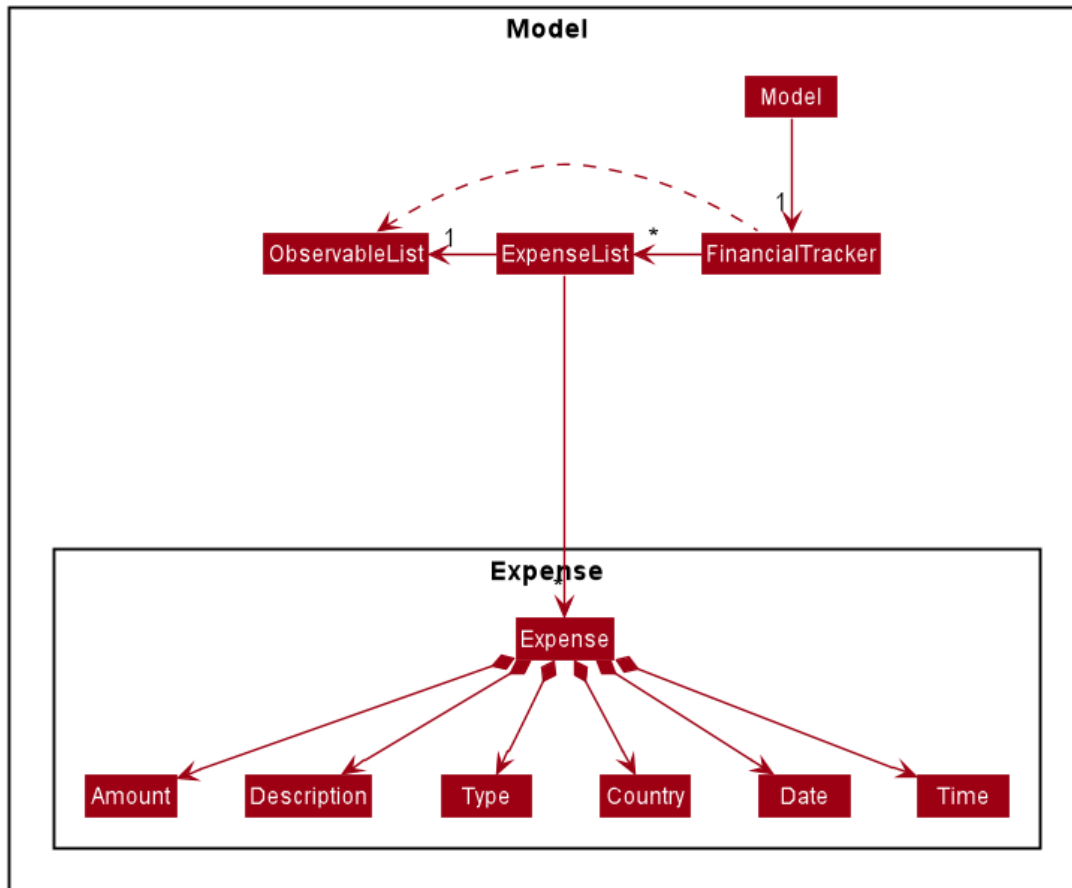 Model
Model
1
ObservableList
1
ExpenseList
*
FinancialTracker
Expense
*
Expense
Amount
Description
Type
Country
Date
Time